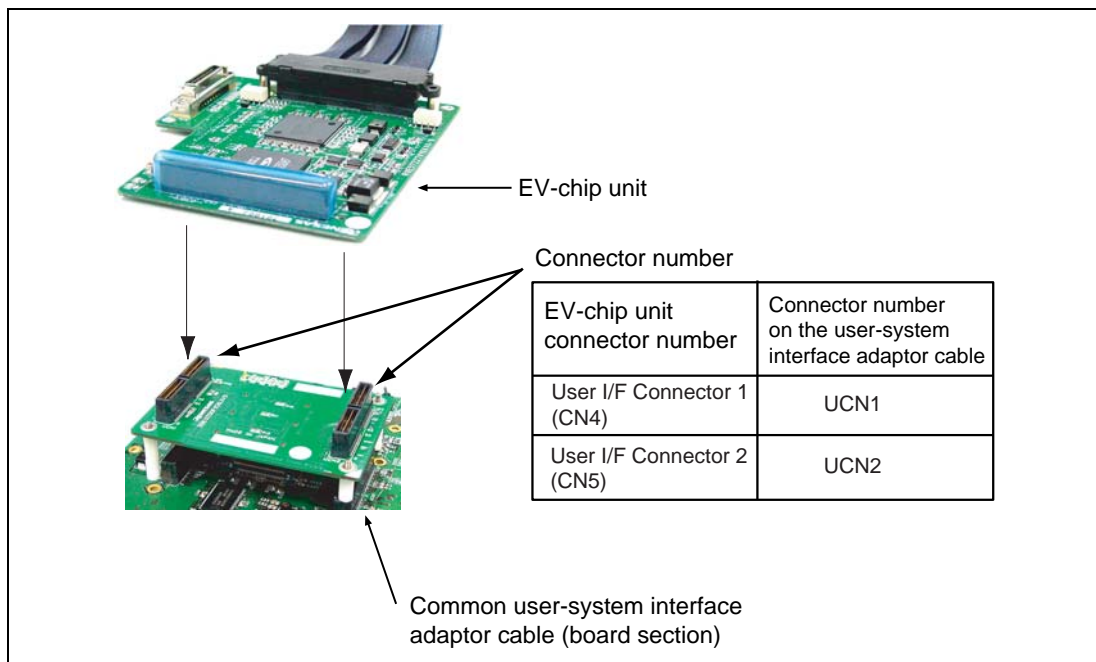 EV-chip unit
Connector number
EV-chip unit
connector number
Connector number
on the user-system
interface adaptor cable
User I/F Connector 1
(CN4)
UCN1
User I/F Connector 2
(CN5)
UCN2
Common user-system interface
adaptor cable (board section)